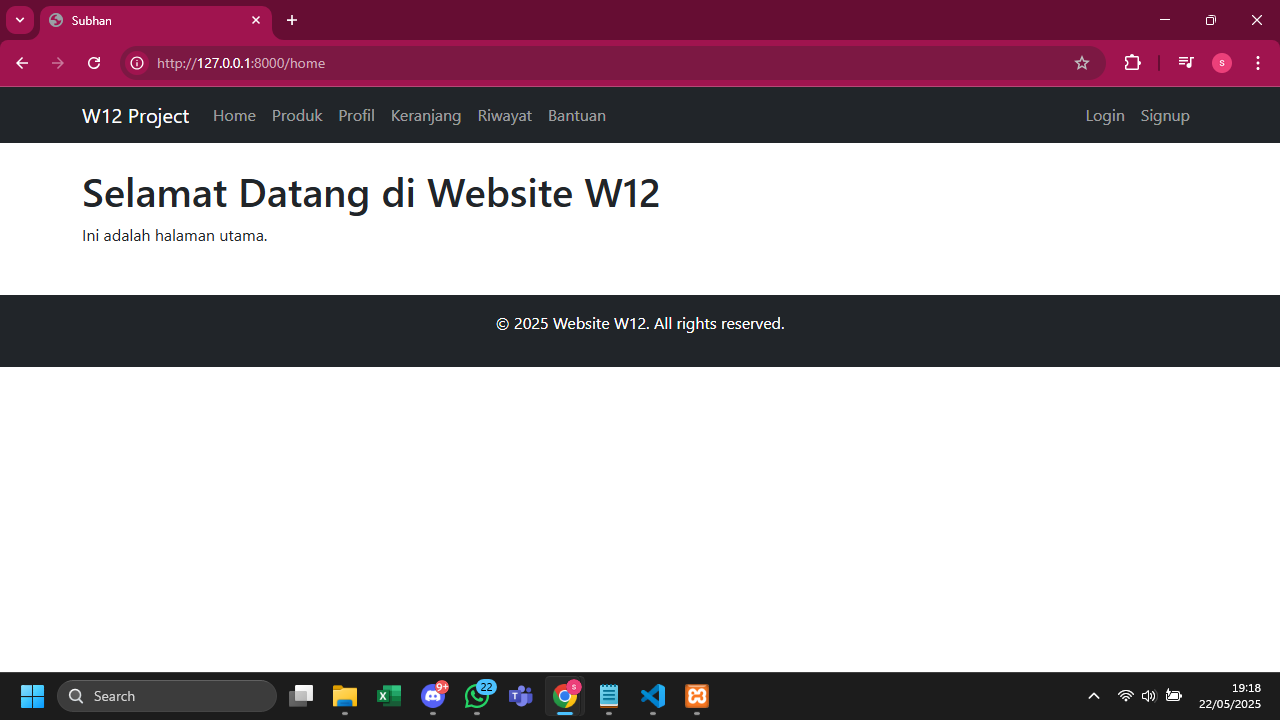 Subhan
http://127.0.0.1:8000/home
s
W12 Project Home Produk Profil Keranjang Riwayat Bantuan Login Signup
Selamat Datang di Website W12
Ini adalah halaman utama.
© 2025 Website W12. All rights reserved.
Search
9+
22
s
19:18
22/05/2025